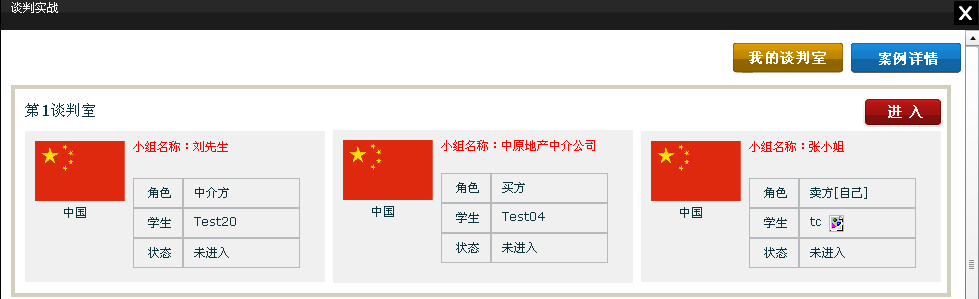 谈判实战
X
我的谈判室
案例详情
第1谈判室
进 入
小组名称：刘先生
中国
角色 中介方
学生 Test20
状态 未进入
小组名称：中原地产中介公司
中国
角色 买方
学生 Test04
状态 未进入
小组名称：张小姐
中国
角色 卖方[自己]
学生 tc
状态 未进入